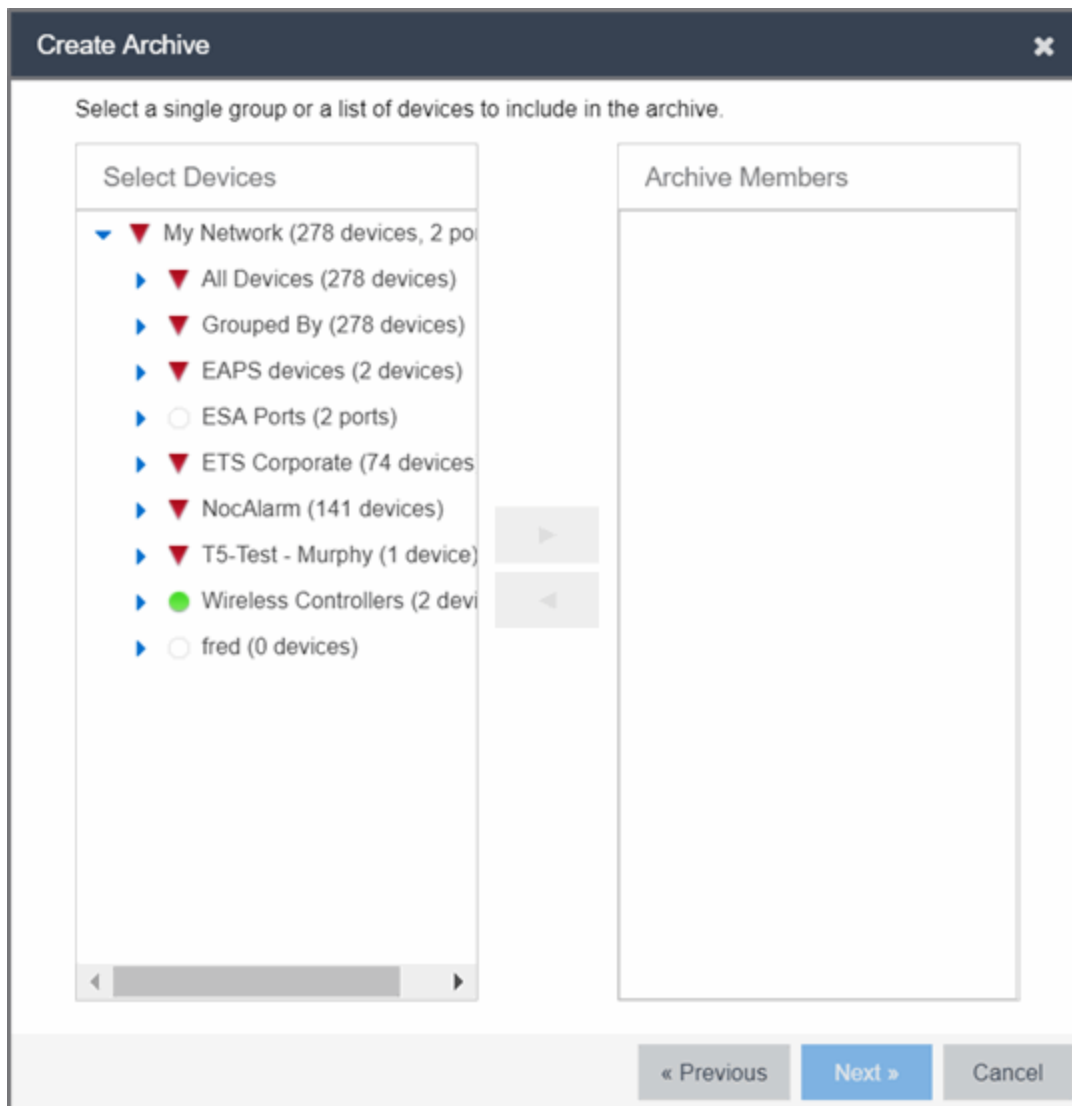 Create Archive
Select a single group or a list of devices to include in the archive.
Select Devices
Archive Members
My Network (278 devices, 2 por
All Devices (278 devices)
Grouped By (278 devices)
EAPS devices (2 devices)
ESA Ports (2 ports)
ETS Corporate (74 devices
NocAlarm (141 devices)
T5-Test - Murphy (1 device)
Wireless Controllers (2 devi
fred (0 devices)
« Previous
Next »
Cancel